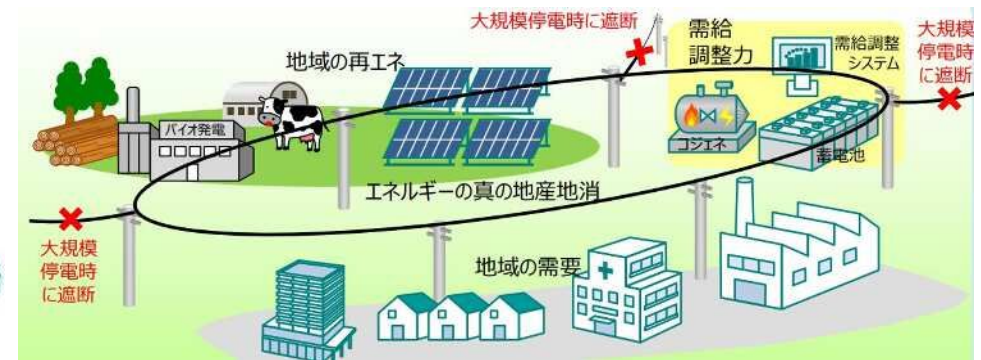 大規模停電時に遮断
地域の再エネ
需給
調整力
需給調整
システム
大規模
停電時
に遮断
バイオ発電
コジェネ
蓄電池
エネルギーの真の地産地消
大規模
停電時
に遮断
地域の需要